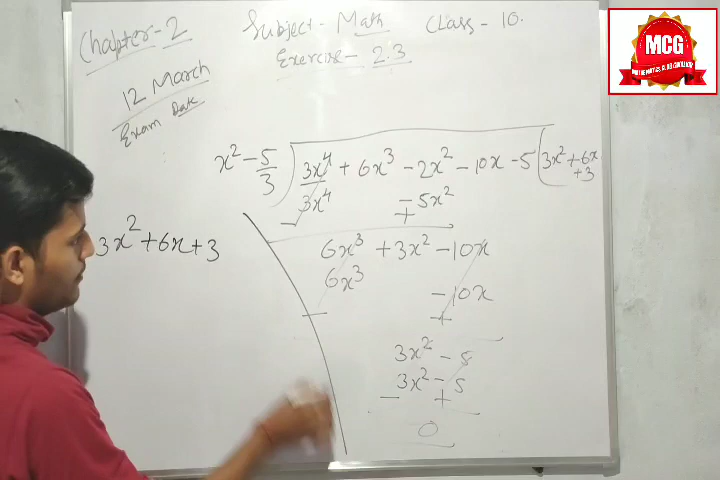 Chapter-2 Subject- Math Class - 10.
Exercise - 2.3
12 March
Exam Date
MCG
x² - 5/3 ) 3x⁴ + 6x³ - 2x² - 10x - 5 ( 3x² + 6x
+3
3x⁴ - 5x²
- +
3x² + 6x + 3
6x³ + 3x² - 10x
6x³ - 10x
- +
3x² - 5
3x² - 5
- +
0